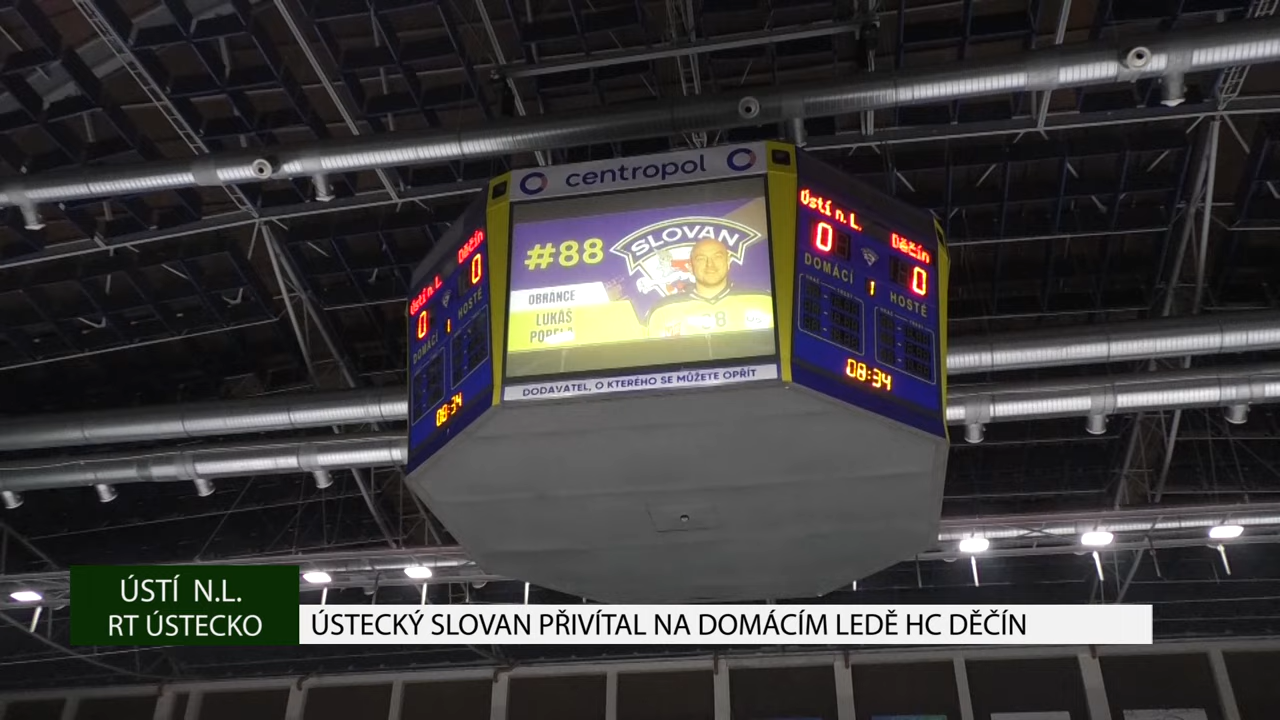 centropol
#88
SLOVAN
OBRÁNCE
LUKÁŠ
DODAVATEL, O KTERÉHO SE MŮŽETE OPŘÍT
Ústí n.L.
Děčín
0
0
DOMÁCÍ
1
HOSTÉ
08:34
Ústí n.L.
Děčín
0
0
DOMÁCÍ
1
HOSTÉ
08:34
ÚSTÍ N.L.
RT ÚSTECKO
ÚSTECKÝ SLOVAN PŘIVÍTAL NA DOMÁCÍM LEDĚ HC DĚČÍN